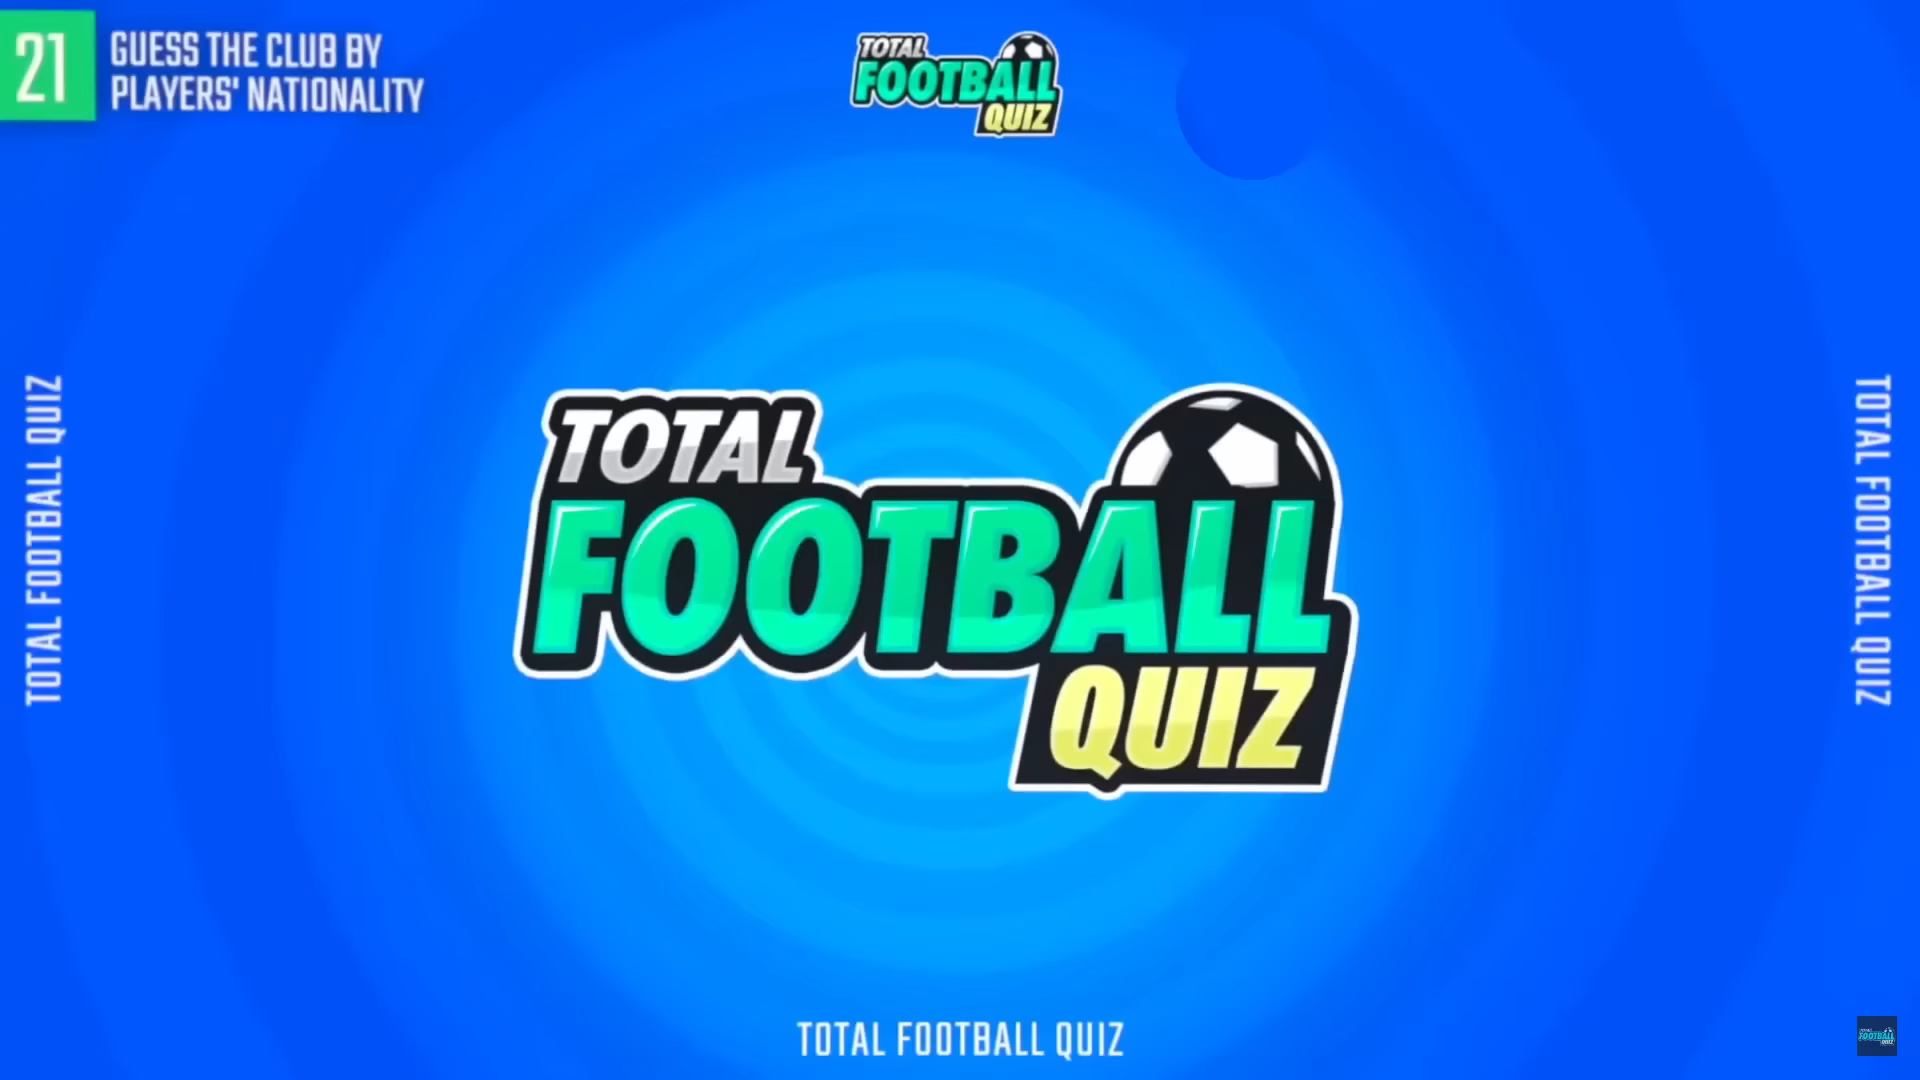 21
GUESS THE CLUB BY
PLAYERS' NATIONALITY
TOTAL
FOOTBALL
QUIZ
TOTAL FOOTBALL QUIZ
TOTAL
FOOTBALL
QUIZ
TOTAL FOOTBALL QUIZ
TOTAL FOOTBALL QUIZ
TOTAL
FOOTBALL
QUIZ